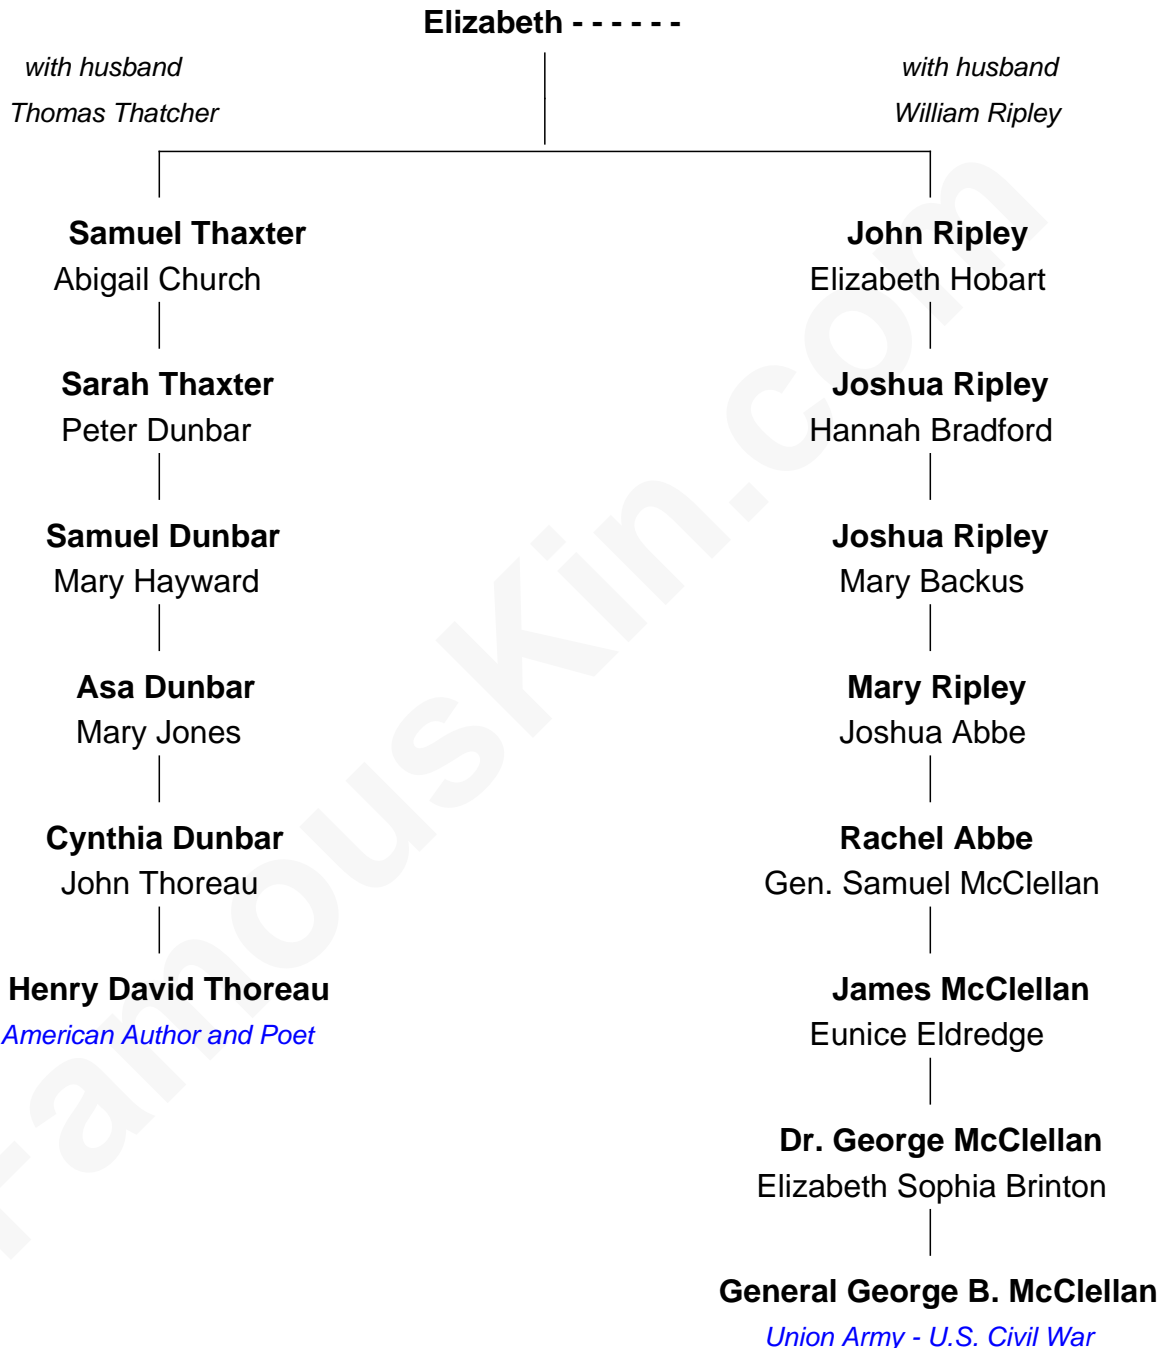 Elizabeth - - - - - -
with husband
Thomas Thatcher
with husband
William Ripley
Samuel Thaxter
Abigail Church
John Ripley
Elizabeth Hobart
Sarah Thaxter
Peter Dunbar
Joshua Ripley
Hannah Bradford
Samuel Dunbar
Mary Hayward
Joshua Ripley
Mary Backus
Asa Dunbar
Mary Jones
Mary Ripley
Joshua Abbe
Cynthia Dunbar
John Thoreau
Rachel Abbe
Gen. Samuel McClellan
Henry David Thoreau
American Author and Poet
James McClellan
Eunice Eldredge
Dr. George McClellan
Elizabeth Sophia Brinton
General George B. McClellan
Union Army - U.S. Civil War
FamousKin.com